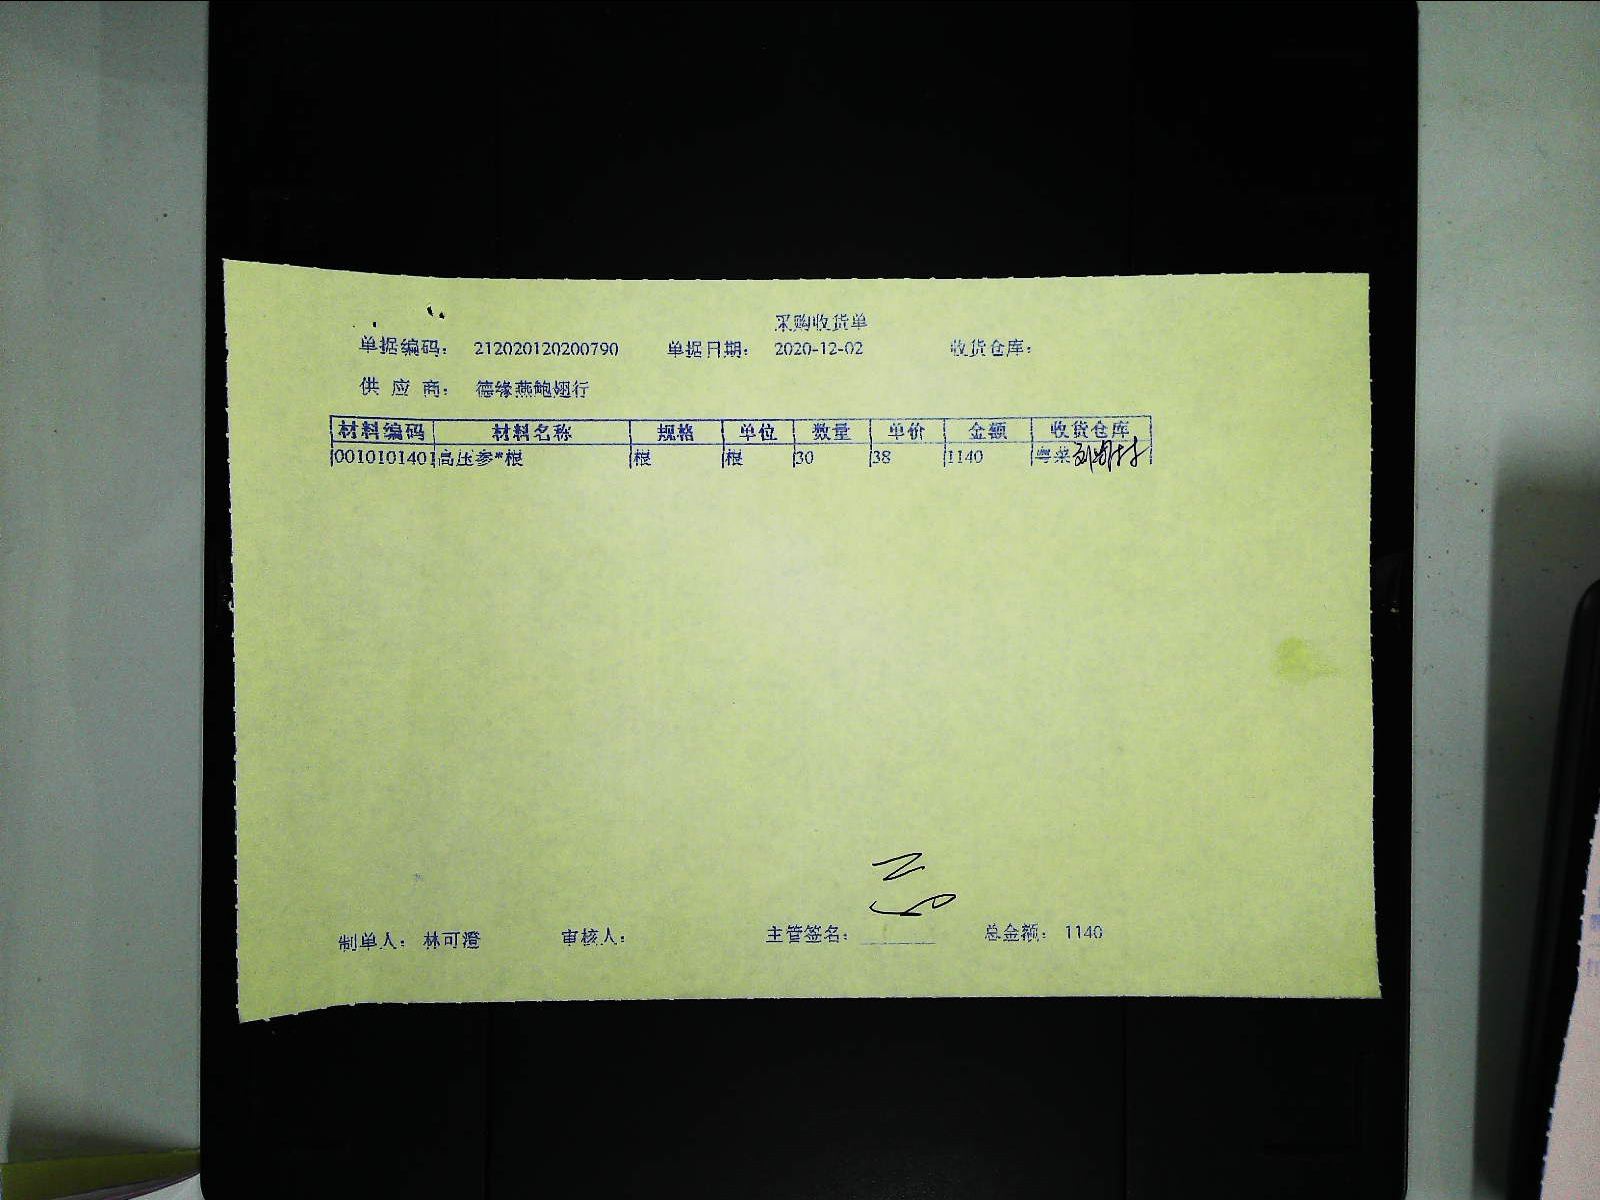 采购收货单
单据编码： 212020120200790 单据日期： 2020-12-02 收货仓库：
供 应 商： 德缘燕鲍翅行
材料编码 材料名称 规格 单位 数量 单价 金额 收货仓库
0010101401 高压参*根 根 根 30 38 1140 粤菜
制单人： 林可澄 审核人： 主管签名： 总金额： 1140